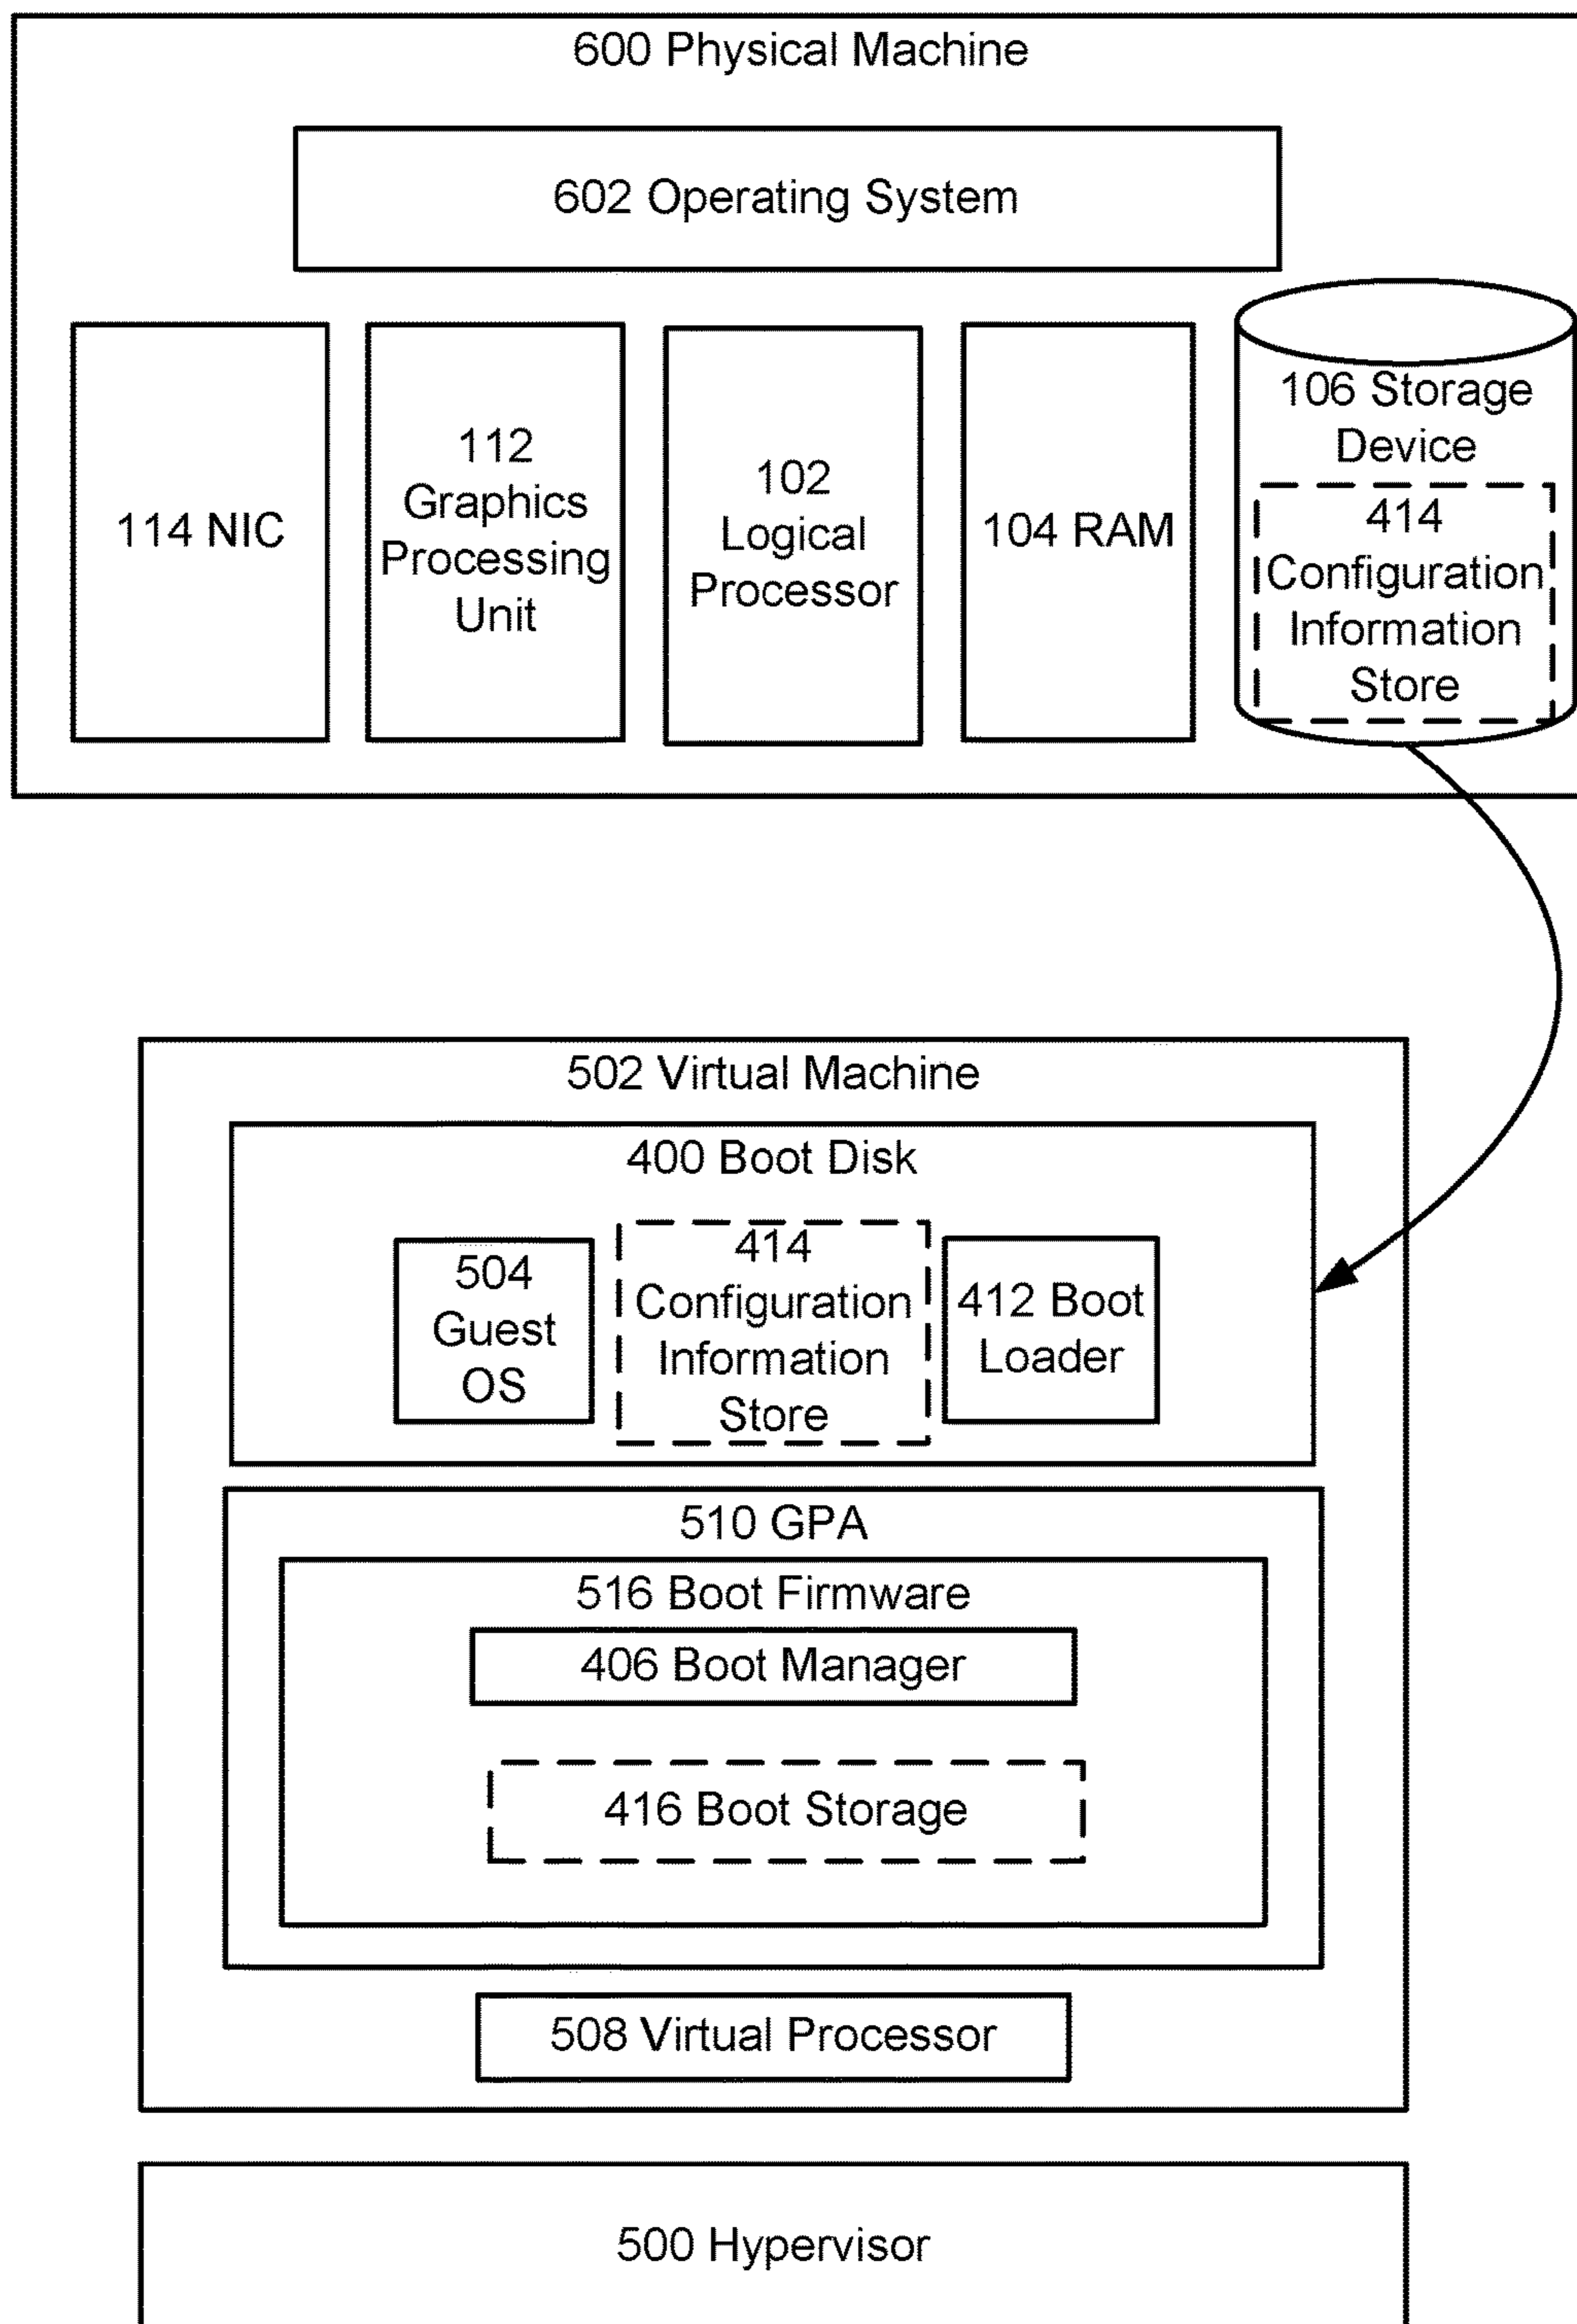 600 Physical Machine
602 Operating System
114 NIC
112
Graphics
Processing
Unit
102
Logical
Processor
104 RAM
106 Storage
Device
414
Configuration
Information
Store
502 Virtual Machine
400 Boot Disk
504
Guest
OS
414
Configuration
Information
Store
412 Boot
Loader
510 GPA
516 Boot Firmware
406 Boot Manager
416 Boot Storage
508 Virtual Processor
500 Hypervisor